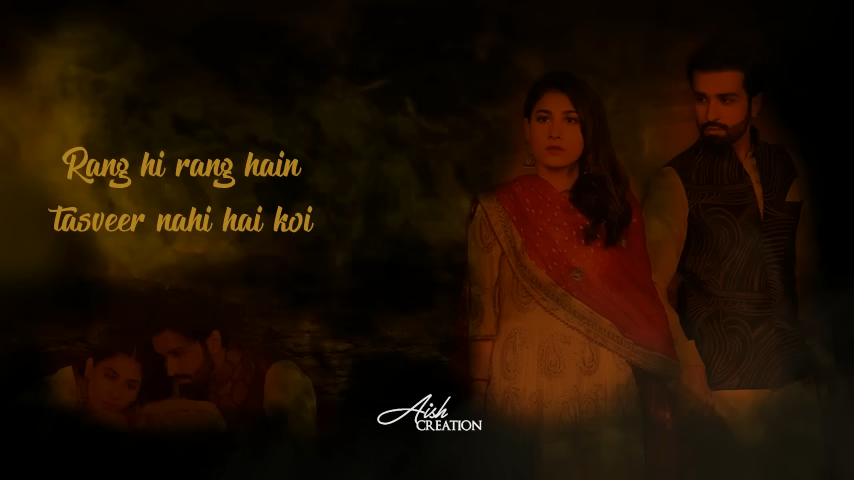 Rang hi rang hain
Tasveer nahi hai koi
Aish
CREATION